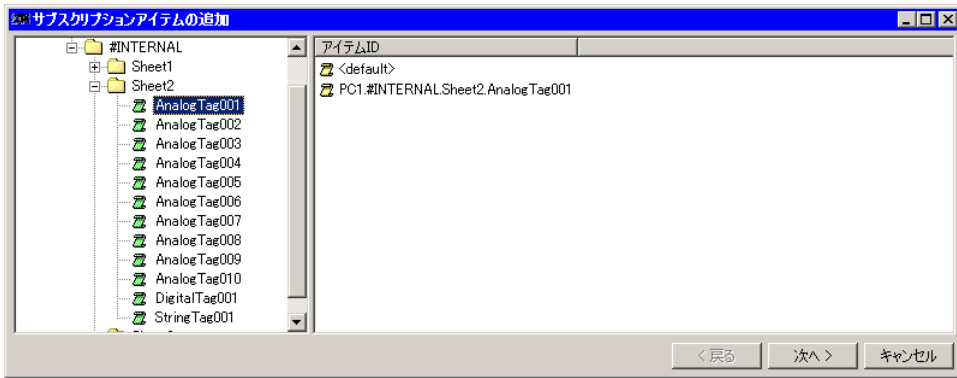 サブスクリプションアイテムの追加
#INTERNAL
Sheet1
Sheet2
AnalogTag001
AnalogTag002
AnalogTag003
AnalogTag004
AnalogTag005
AnalogTag006
AnalogTag007
AnalogTag008
AnalogTag009
AnalogTag010
DigitalTag001
StringTag001
アイテムID
<default>
PC1.#INTERNAL.Sheet2.AnalogTag001
< 戻る
次へ >
キャンセル